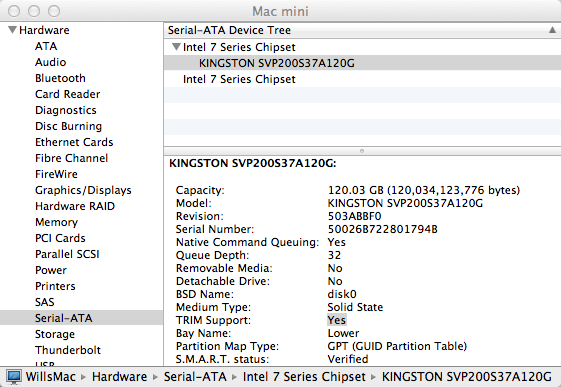 Mac mini
Hardware
ATA
Audio
Bluetooth
Card Reader
Diagnostics
Disc Burning
Ethernet Cards
Fibre Channel
FireWire
Graphics/Displays
Hardware RAID
Memory
PCI Cards
Parallel SCSI
Power
Printers
SAS
Serial-ATA
Storage
Thunderbolt
USB
Serial-ATA Device Tree
Intel 7 Series Chipset
KINGSTON SVP200S37A120G
Intel 7 Series Chipset
KINGSTON SVP200S37A120G:
Capacity: 120.03 GB (120,034,123,776 bytes)
Model: KINGSTON SVP200S37A120G
Revision: 503ABBF0
Serial Number: 50026B722801794B
Native Command Queuing: Yes
Queue Depth: 32
Removable Media: No
Detachable Drive: No
BSD Name: disk0
Medium Type: Solid State
TRIM Support: Yes
Bay Name: Lower
Partition Map Type: GPT (GUID Partition Table)
S.M.A.R.T. status: Verified
WillsMac Hardware Serial-ATA Intel 7 Series Chipset KINGSTON SVP200S37A120G